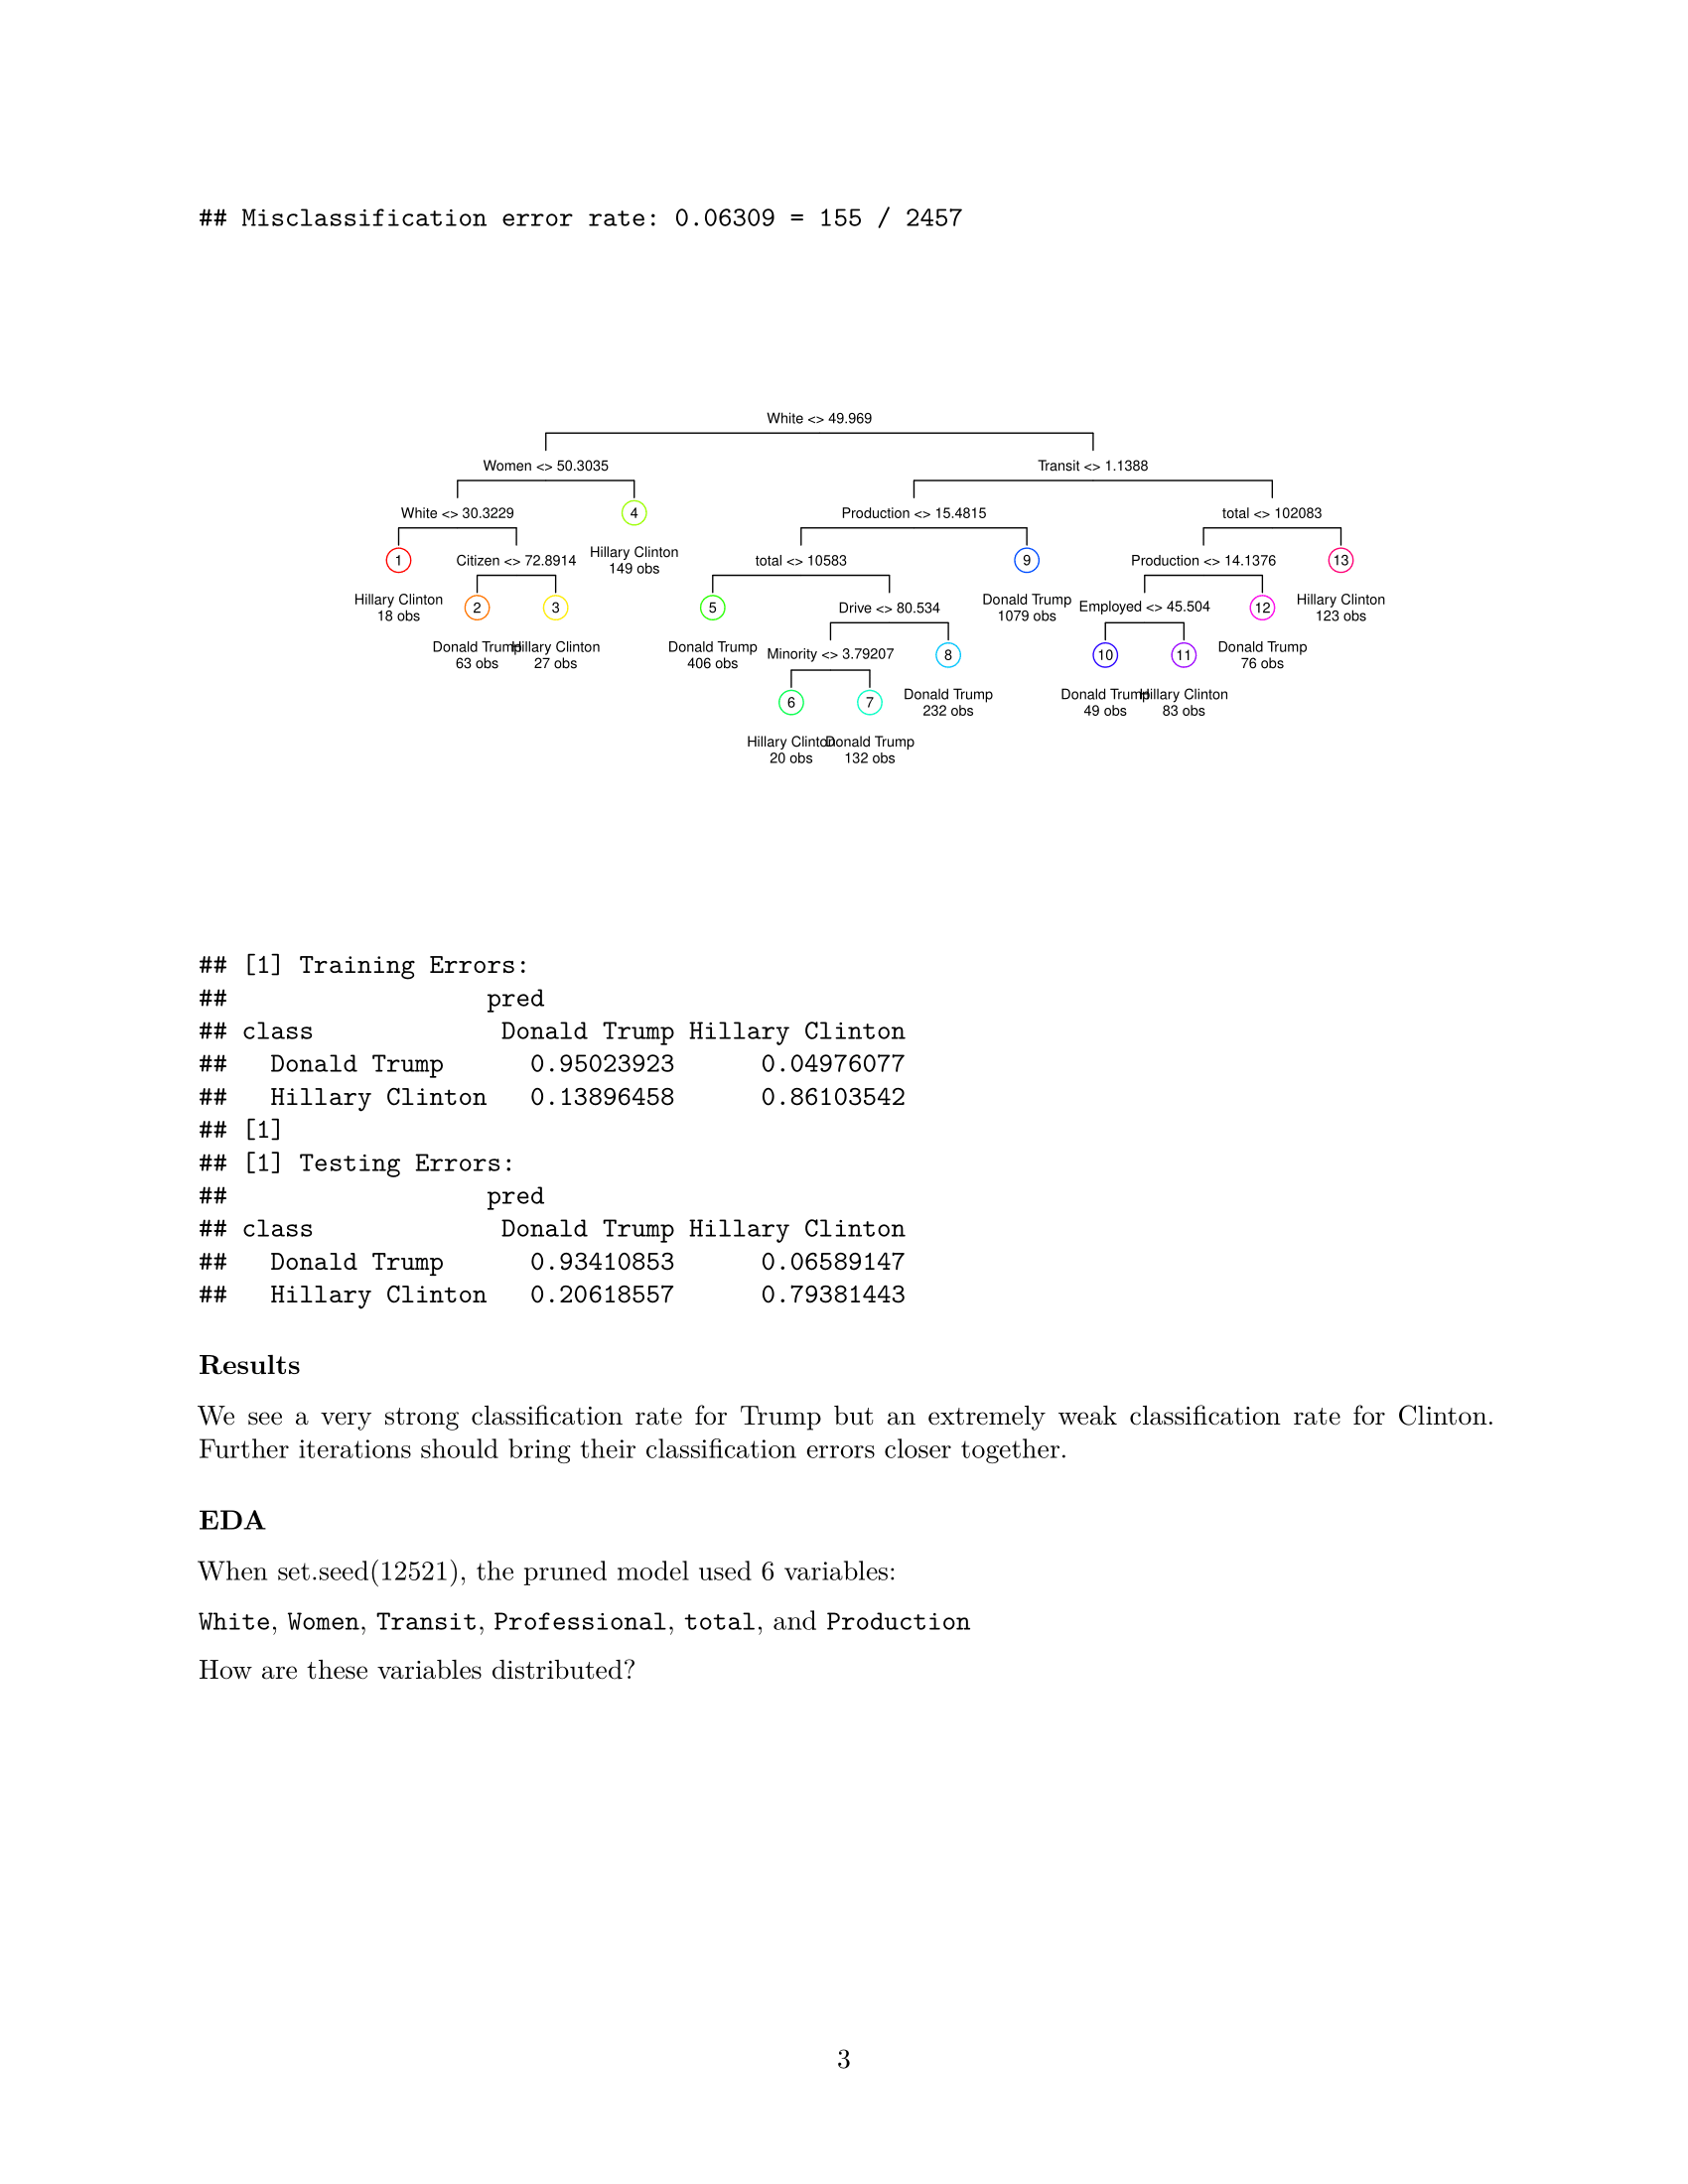 ## Misclassification error rate: 0.06309 = 155 / 2457
White <> 49.969
Women <> 50.3035
Transit <> 1.1388
White <> 30.3229
4
Production <> 15.4815
total <> 102083
Hillary Clinton
149 obs
1
Citizen <> 72.8914
total <> 10583
9
Production <> 14.1376
13
Hillary Clinton
18 obs
2
3
5
Drive <> 80.534
Donald Trump
1079 obs
Employed <> 45.504
12
Hillary Clinton
123 obs
Donald Trump
63 obs
Hillary Clinton
27 obs
Donald Trump
406 obs
Minority <> 3.79207
8
10
11
Donald Trump
76 obs
6
7
Donald Trump
232 obs
Donald Trump
49 obs
Hillary Clinton
83 obs
Hillary Clinton
20 obs
Donald Trump
132 obs
## [1] Training Errors:
## pred
## class Donald Trump Hillary Clinton
## Donald Trump 0.95023923 0.04976077
## Hillary Clinton 0.13896458 0.86103542
## [1]
## [1] Testing Errors:
## pred
## class Donald Trump Hillary Clinton
## Donald Trump 0.93410853 0.06589147
## Hillary Clinton 0.20618557 0.79381443
Results
We see a very strong classification rate for Trump but an extremely weak classification rate for Clinton.
Further iterations should bring their classification errors closer together.
EDA
When set.seed(12521), the pruned model used 6 variables:
White, Women, Transit, Professional, total, and Production
How are these variables distributed?
3